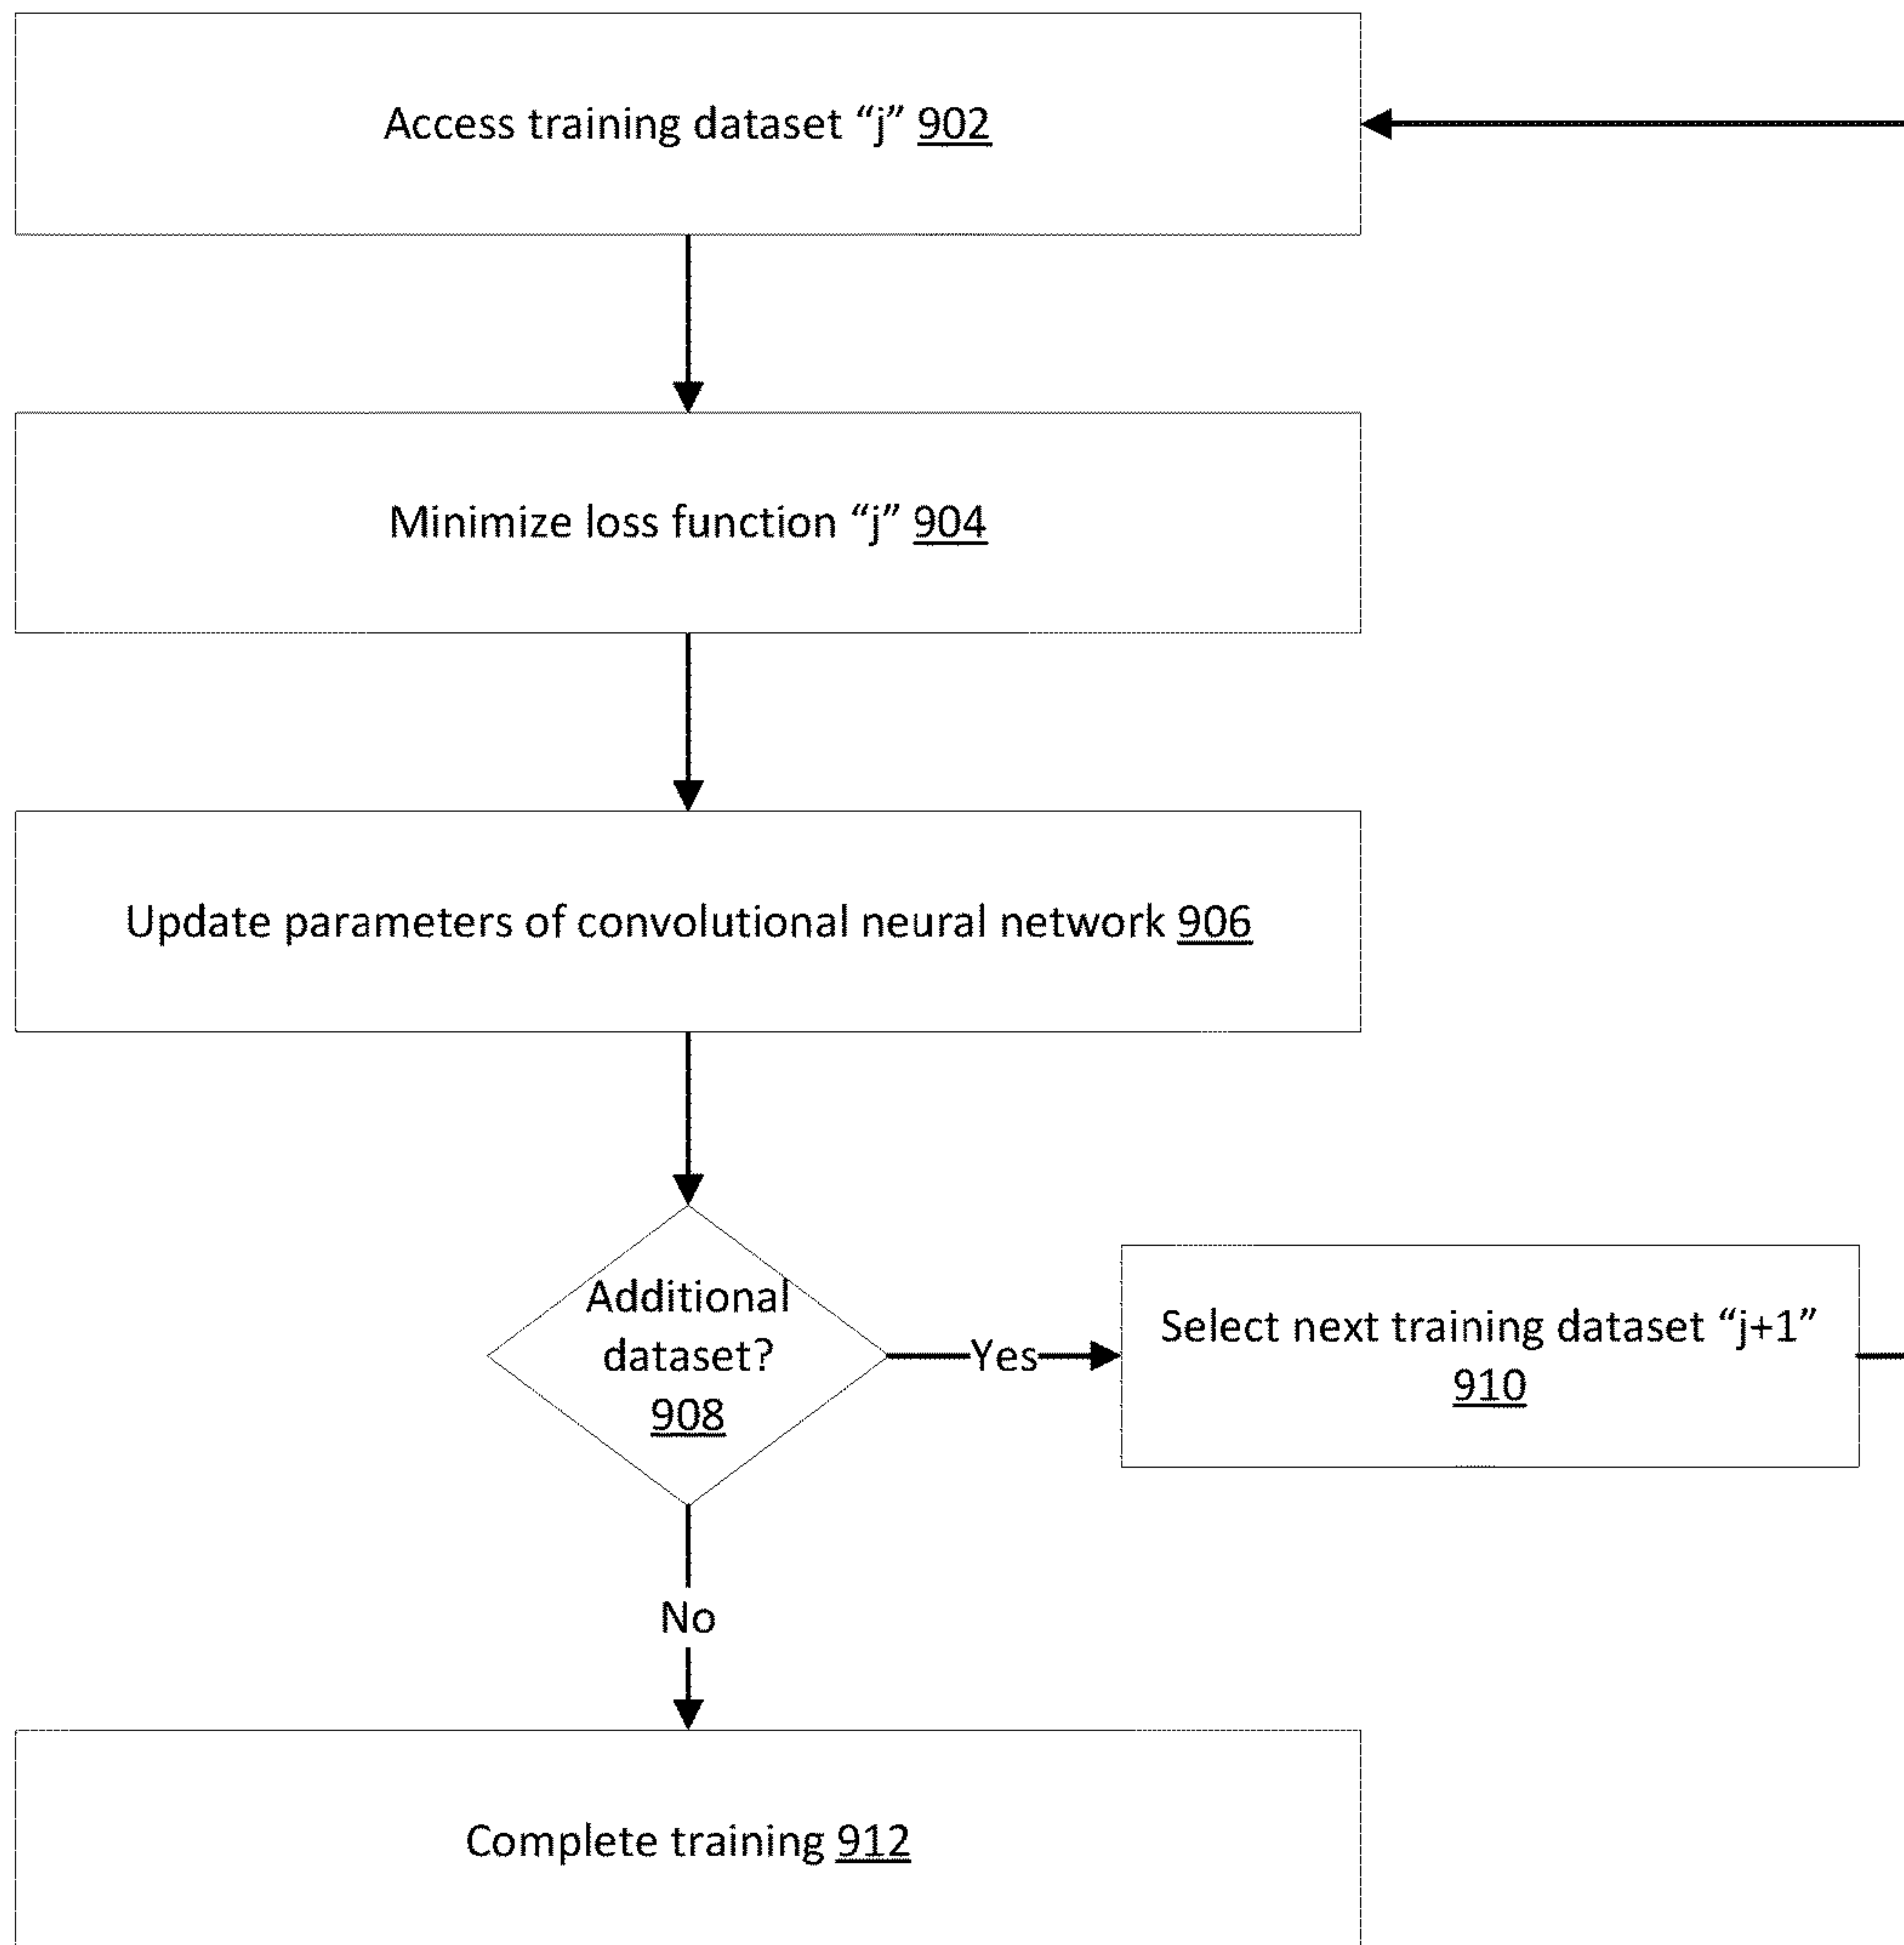 Access training dataset “j” 902
Minimize loss function “j” 904
Update parameters of convolutional neural network 906
Additional
dataset?
908
Yes
Select next training dataset “j+1”
910
No
Complete training 912